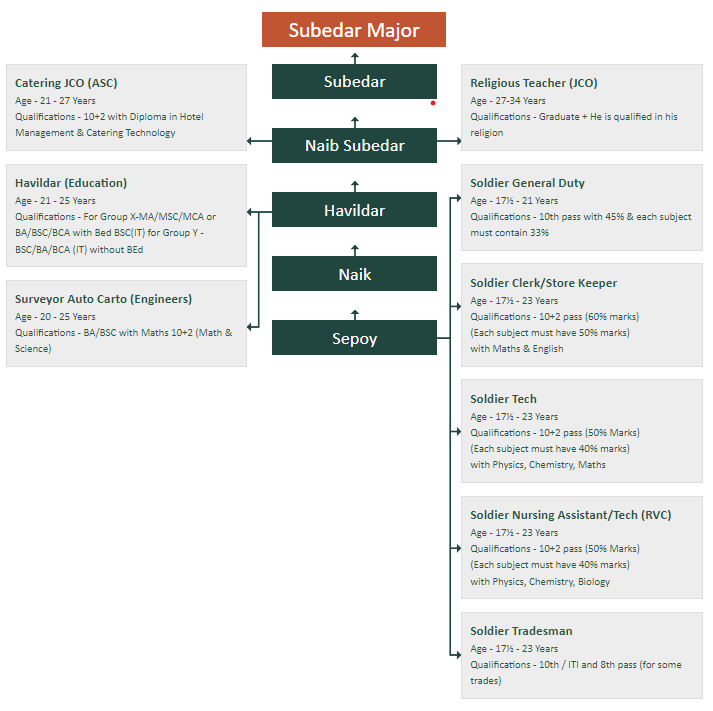 Subedar Major
Subedar
Naib Subedar
Havildar
Naik
Sepoy
Catering JCO (ASC)
Age - 21 - 27 Years
Qualifications - 10+2 with Diploma in Hotel
Management & Catering Technology
Havildar (Education)
Age - 21 - 25 Years
Qualifications - For Group X-MA/MSC/MCA or
BA/BSC/BCA with Bed BSC(IT) for Group Y -
BSC/BA/BCA (IT) without BEd
Surveyor Auto Carto (Engineers)
Age - 20 - 25 Years
Qualifications - BA/BSC with Maths 10+2 (Math &
Science)
Religious Teacher (JCO)
Age - 27-34 Years
Qualifications - Graduate + He is qualified in his
religion
Soldier General Duty
Age - 17½ - 21 Years
Qualifications - 10th pass with 45% & each subject
must contain 33%
Soldier Clerk/Store Keeper
Age - 17½ - 23 Years
Qualifications - 10+2 pass (60% marks)
(Each subject must have 50% marks)
with Maths & English
Soldier Tech
Age - 17½ - 23 Years
Qualifications - 10+2 pass (50% Marks)
(Each subject must have 40% marks)
with Physics, Chemistry, Maths
Soldier Nursing Assistant/Tech (RVC)
Age - 17½ - 23 Years
Qualifications - 10+2 pass (50% Marks)
(Each subject must have 40% marks)
with Physics, Chemistry, Biology
Soldier Tradesman
Age - 17½ - 23 Years
Qualifications - 10th / ITI and 8th pass (for some
trades)